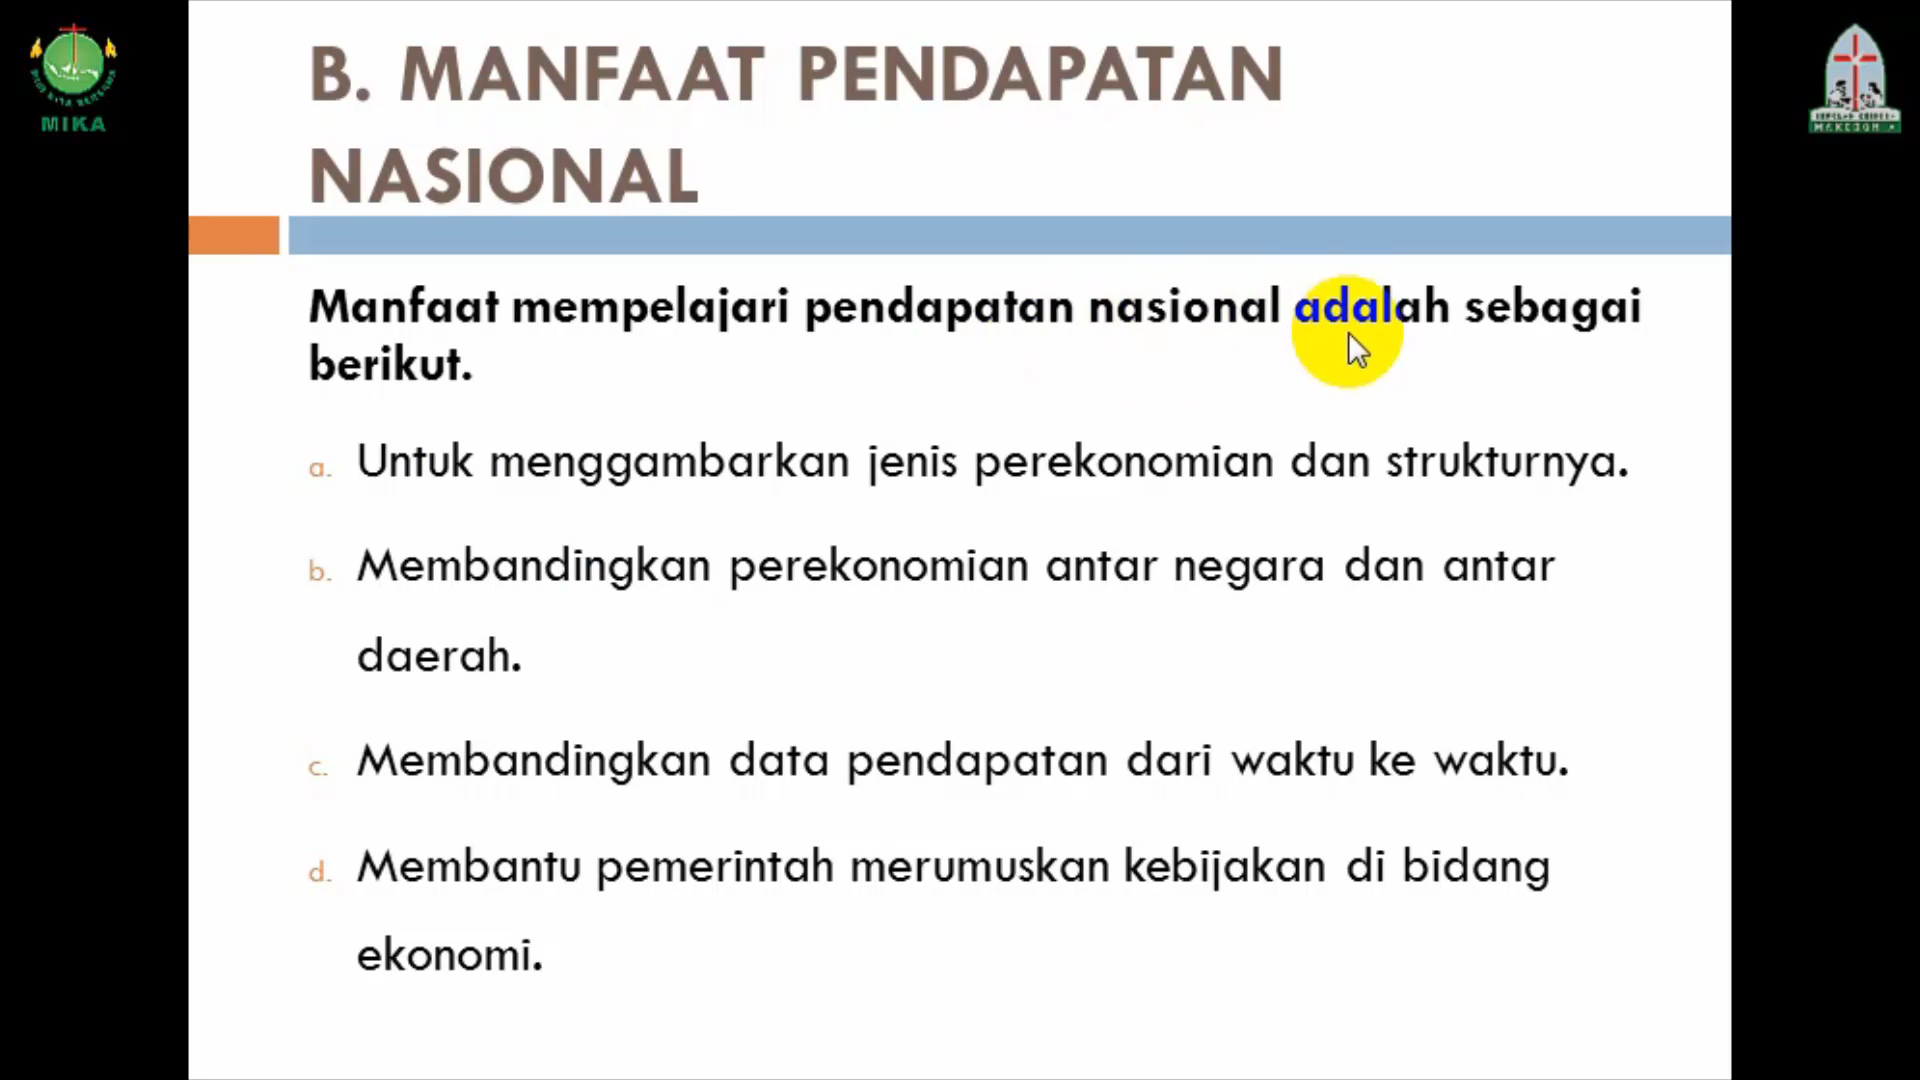 B. MANFAAT PENDAPATAN
NASIONAL
Manfaat mempelajari pendapatan nasional adalah sebagai
berikut.
a. Untuk menggambarkan jenis perekonomian dan strukturnya.
b. Membandingkan perekonomian antar negara dan antar
daerah.
c. Membandingkan data pendapatan dari waktu ke waktu.
d. Membantu pemerintah merumuskan kebijakan di bidang
ekonomi.
MIKA